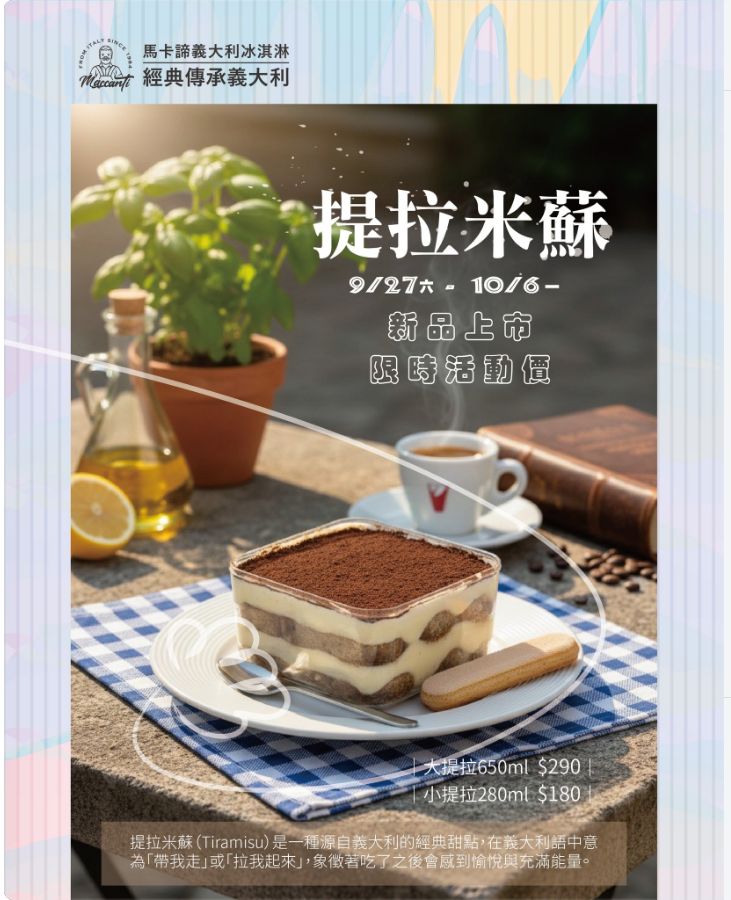 FROM ITALY SINCE 1984
Maccanti
馬卡諦義大利冰淇淋
經典傳承義大利
提拉米蘇
9/27六 - 10/6一
新品上市
限時活動價
大提拉650ml $290
小提拉280ml $180
提拉米蘇(Tiramisu)是一種源自義大利的經典甜點,在義大利語中意
為「帶我走」或「拉我起來」,象徵著吃了之後會感到愉悅與充滿能量。